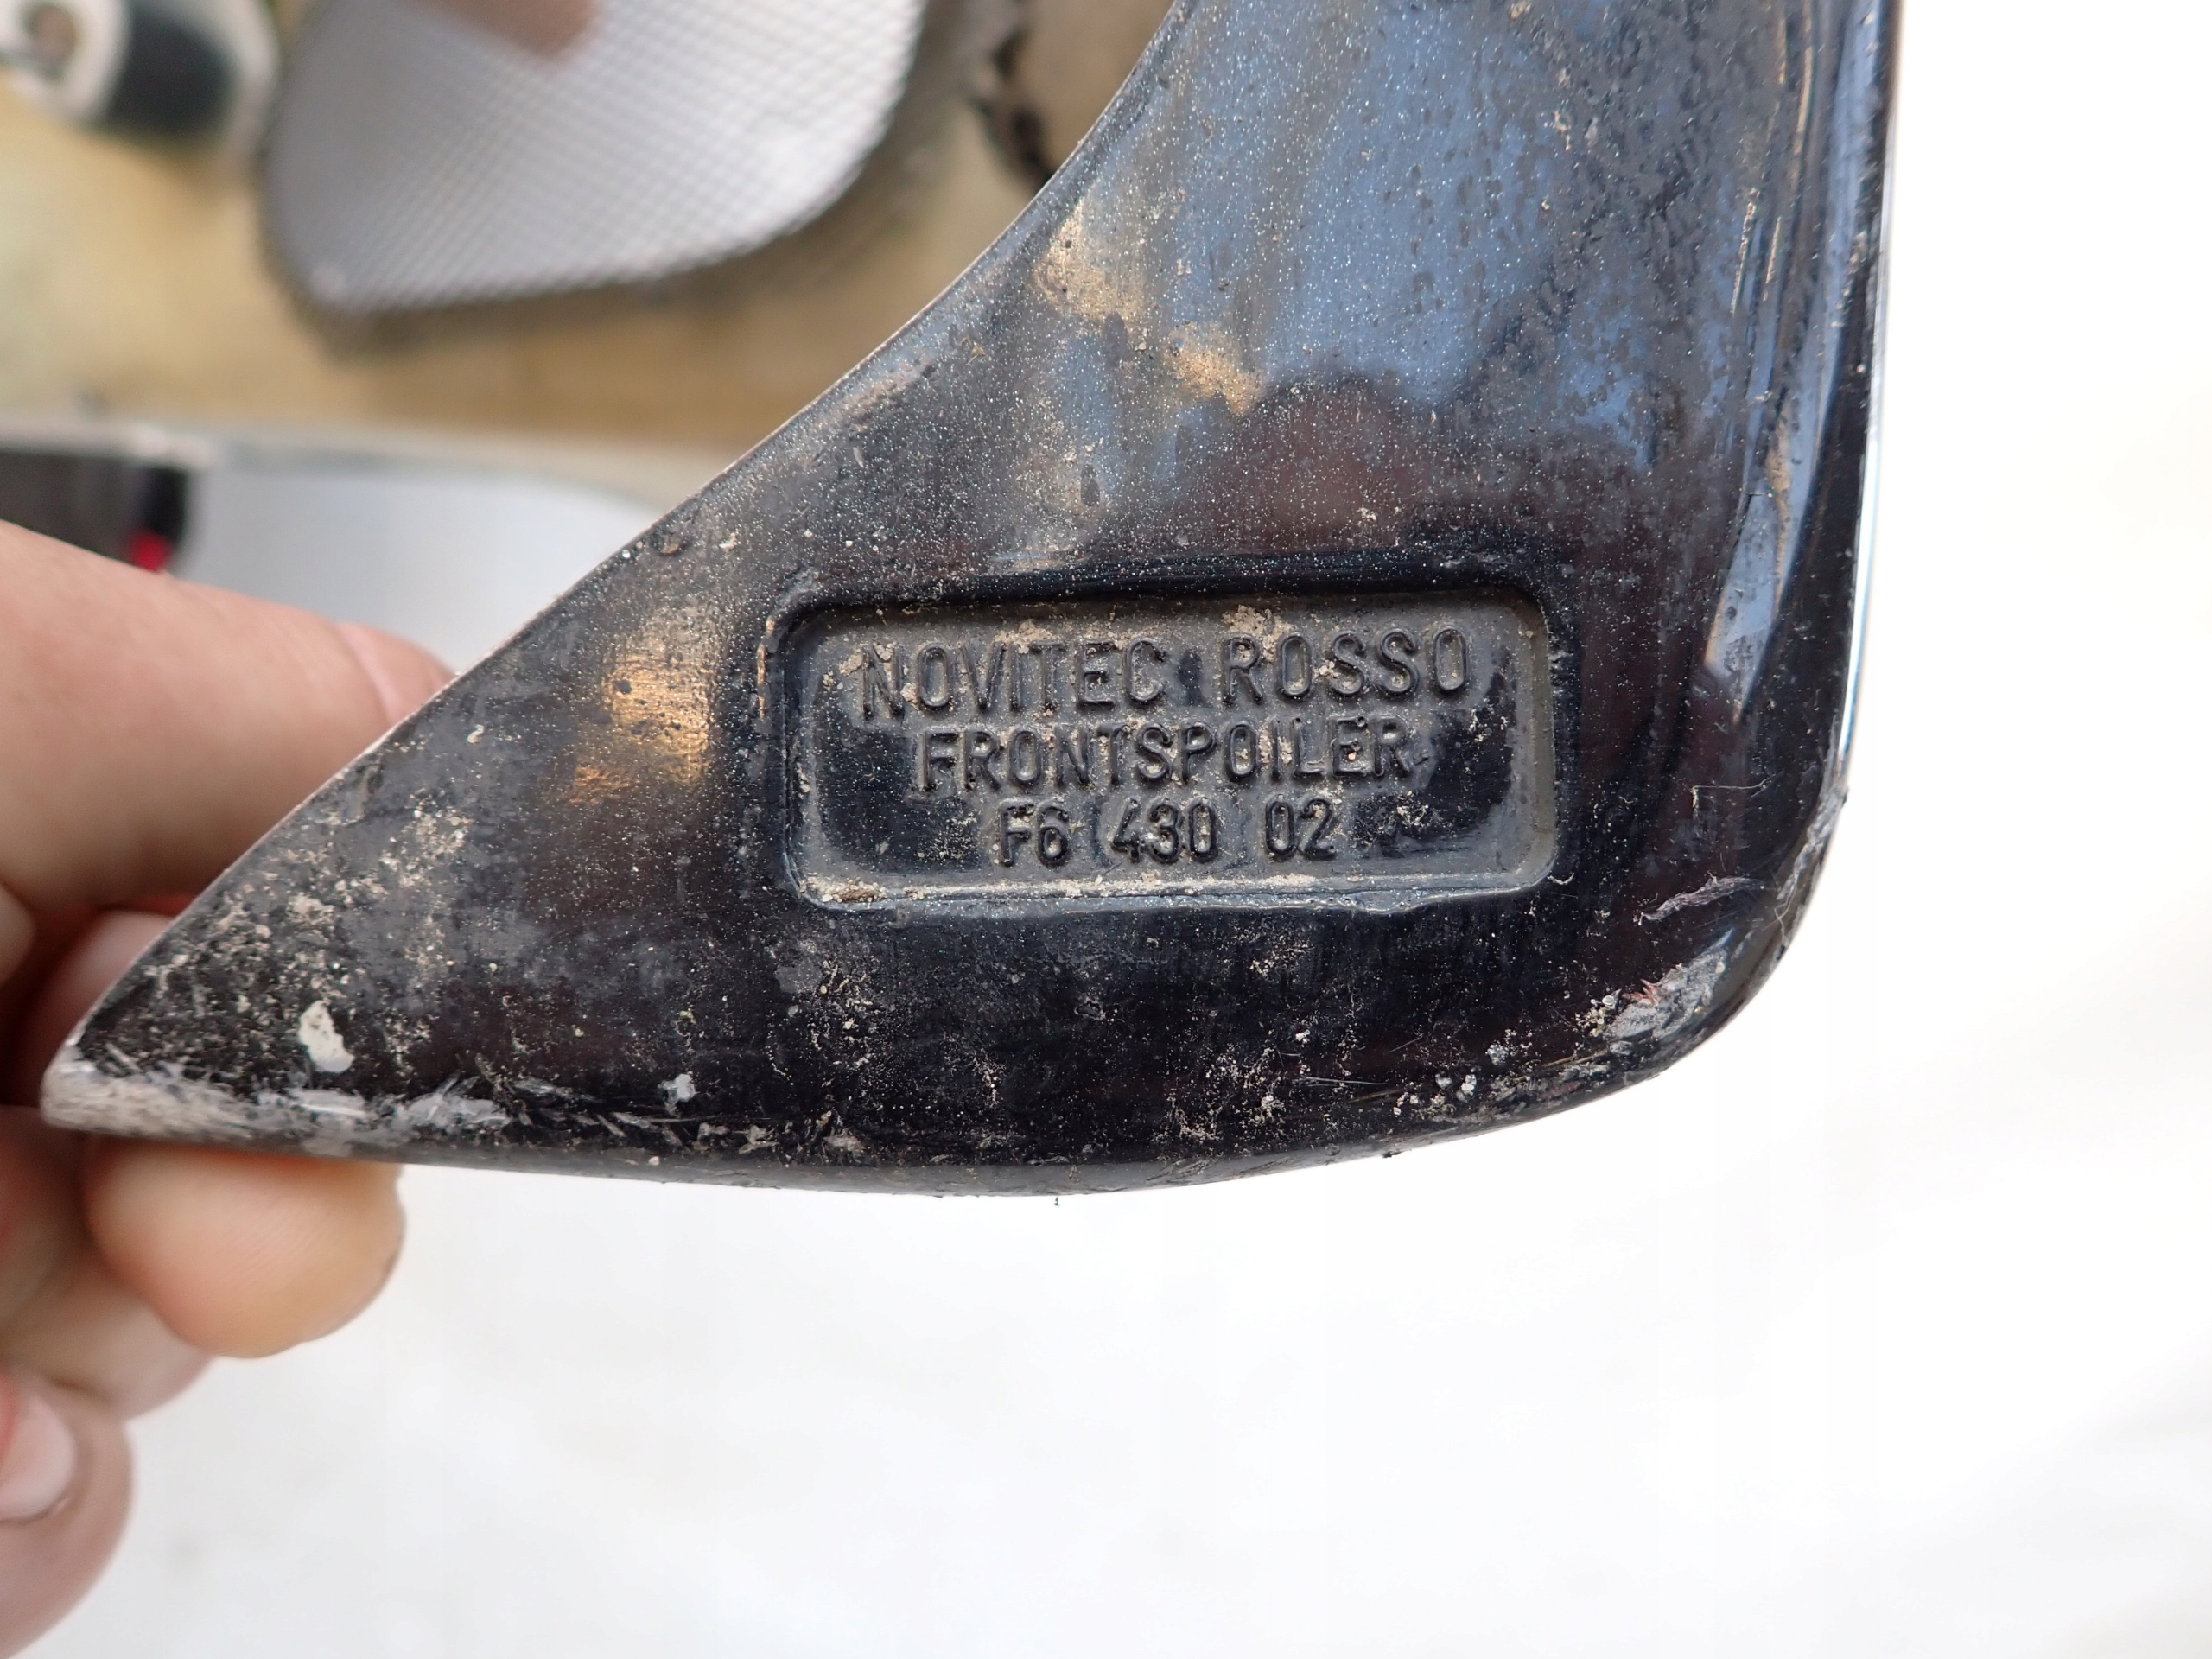 NOVITEC ROSSO
FRONTSPOILER
F6 430 02